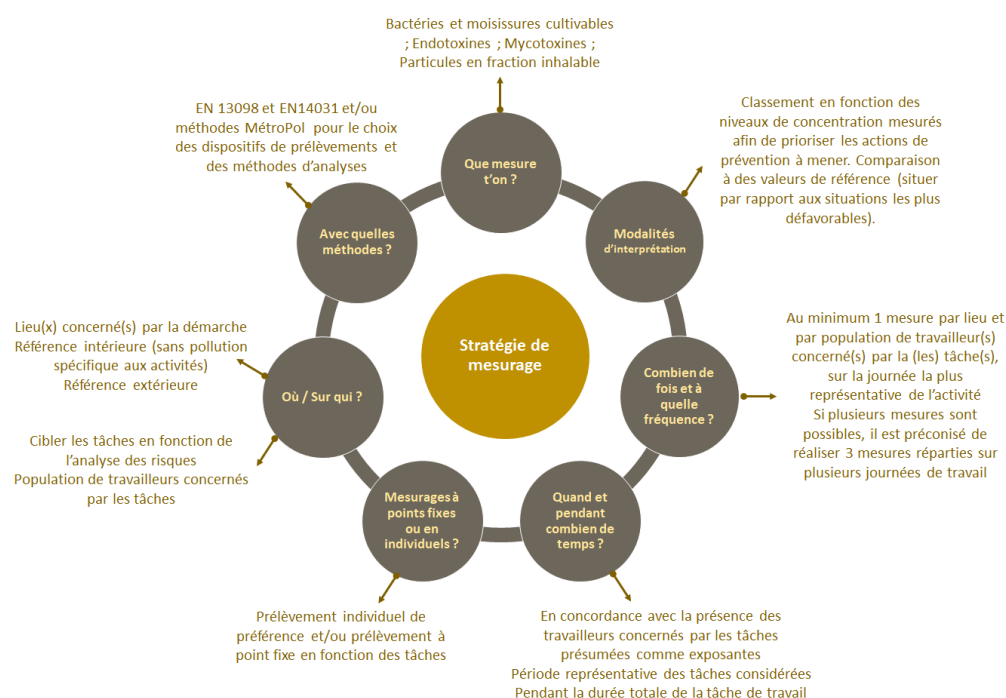 Bactéries et moisissures cultivables
; Endotoxines ; Mycotoxines ;
Particules en fraction inhalable
Que mesure
t'on ?
Classement en fonction des
niveaux de concentration mesurés
afin de prioriser les actions de
prévention à mener. Comparaison
à des valeurs de référence (situer
par rapport aux situations les plus
défavorables).
Modalités
d'interprétation
Au minimum 1 mesure par lieu et
par population de travailleur(s)
concerné(s) par la (les) tâche(s),
sur la journée la plus
représentative de l'activité
Si plusieurs mesures sont
possibles, il est préconisé de
réaliser 3 mesures réparties sur
plusieurs journées de travail
Combien de
fois et à
quelle
fréquence ?
Quand et
pendant
combien de
temps ?
En concordance avec la présence des
travailleurs concernés par les tâches
présumées comme exposantes
Période représentative des tâches considérées
Pendant la durée totale de la tâche de travail
Mesurages à
points fixes
ou en
individuels ?
Prélèvement individuel de
préférence et/ou prélèvement à
point fixe en fonction des tâches
Où / Sur qui ?
Lieu(x) concerné(s) par la démarche
Référence intérieure (sans pollution
spécifique aux activités)
Référence extérieure
Cibler les tâches en fonction de
l'analyse des risques
Population de travailleurs concernés
par les tâches
Avec quelles
méthodes ?
EN 13098 et EN14031 et/ou
méthodes MétroPol pour le choix
des dispositifs de prélèvements et
des méthodes d'analyses
Stratégie de
mesurage